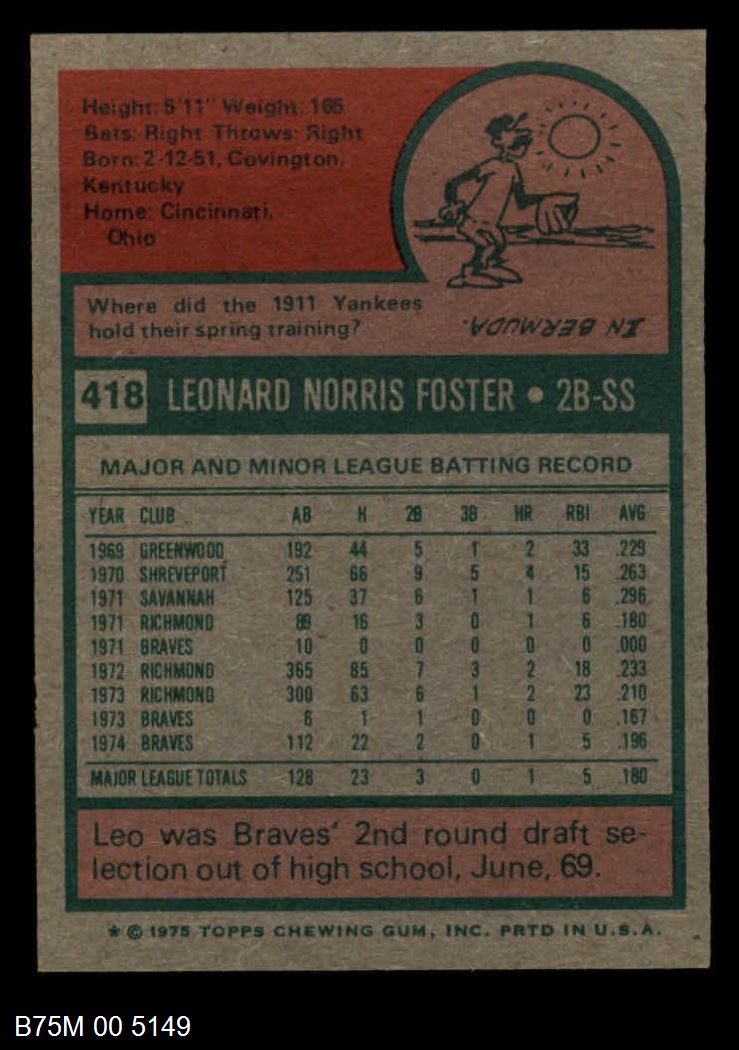 Height: 5'11" Weight: 165
Bats: Right Throws: Right
Born: 2-12-51, Covington,
Kentucky
Home: Cincinnati,
Ohio
Where did the 1911 Yankees
hold their spring training?
IN BERMUDA.
418 LEONARD NORRIS FOSTER • 2B-SS
MAJOR AND MINOR LEAGUE BATTING RECORD
YEAR CLUB AB H 2B 3B HR RBI AVG
1969 GREENWOOD 192 44 5 1 2 33 .229
1970 SHREVEPORT 251 66 9 5 4 15 .263
1971 SAVANNAH 125 37 6 1 1 6 .296
1971 RICHMOND 89 16 3 0 1 6 .180
1971 BRAVES 10 0 0 0 0 0 .000
1972 RICHMOND 365 85 7 3 2 18 .233
1973 RICHMOND 300 63 6 1 2 23 .210
1973 BRAVES 6 1 1 0 0 0 .167
1974 BRAVES 112 22 2 0 1 5 .196
MAJOR LEAGUE TOTALS 128 23 3 0 1 5 .180
Leo was Braves' 2nd round draft se-
lection out of high school, June, 69.
* © 1975 TOPPS CHEWING GUM, INC. PRTD IN U.S.A.
B75M 00 5149